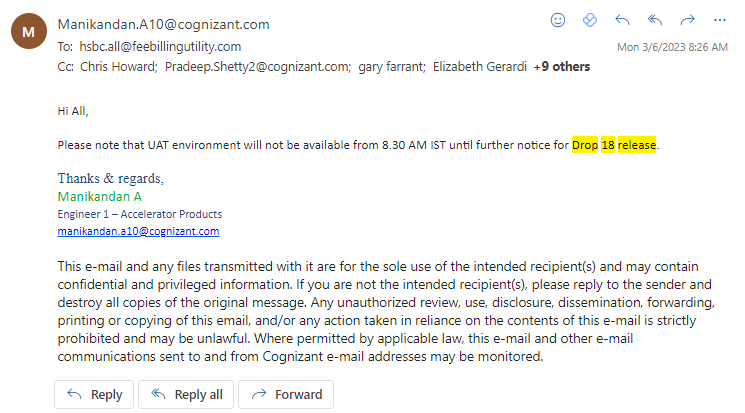 Manikandan.A10@cognizant.com
M
To: hsbc.all@feebillingutility.com
Mon 3/6/2023 8:26 AM
Cc: Chris Howard; Pradeep.Shetty2@cognizant.com; gary farrant; Elizabeth Gerardi +9 others
Hi All,
Please note that UAT environment will not be available from 8.30 AM IST until further notice for Drop 18 release.
Thanks & regards,
Manikandan A
Engineer 1 – Accelerator Products
manikandan.a10@cognizant.com
This e-mail and any files transmitted with it are for the sole use of the intended recipient(s) and may contain
confidential and privileged information. If you are not the intended recipient(s), please reply to the sender and
destroy all copies of the original message. Any unauthorized review, use, disclosure, dissemination, forwarding,
printing or copying of this email, and/or any action taken in reliance on the contents of this e-mail is strictly
prohibited and may be unlawful. Where permitted by applicable law, this e-mail and other e-mail
communications sent to and from Cognizant e-mail addresses may be monitored.
Reply Reply all Forward